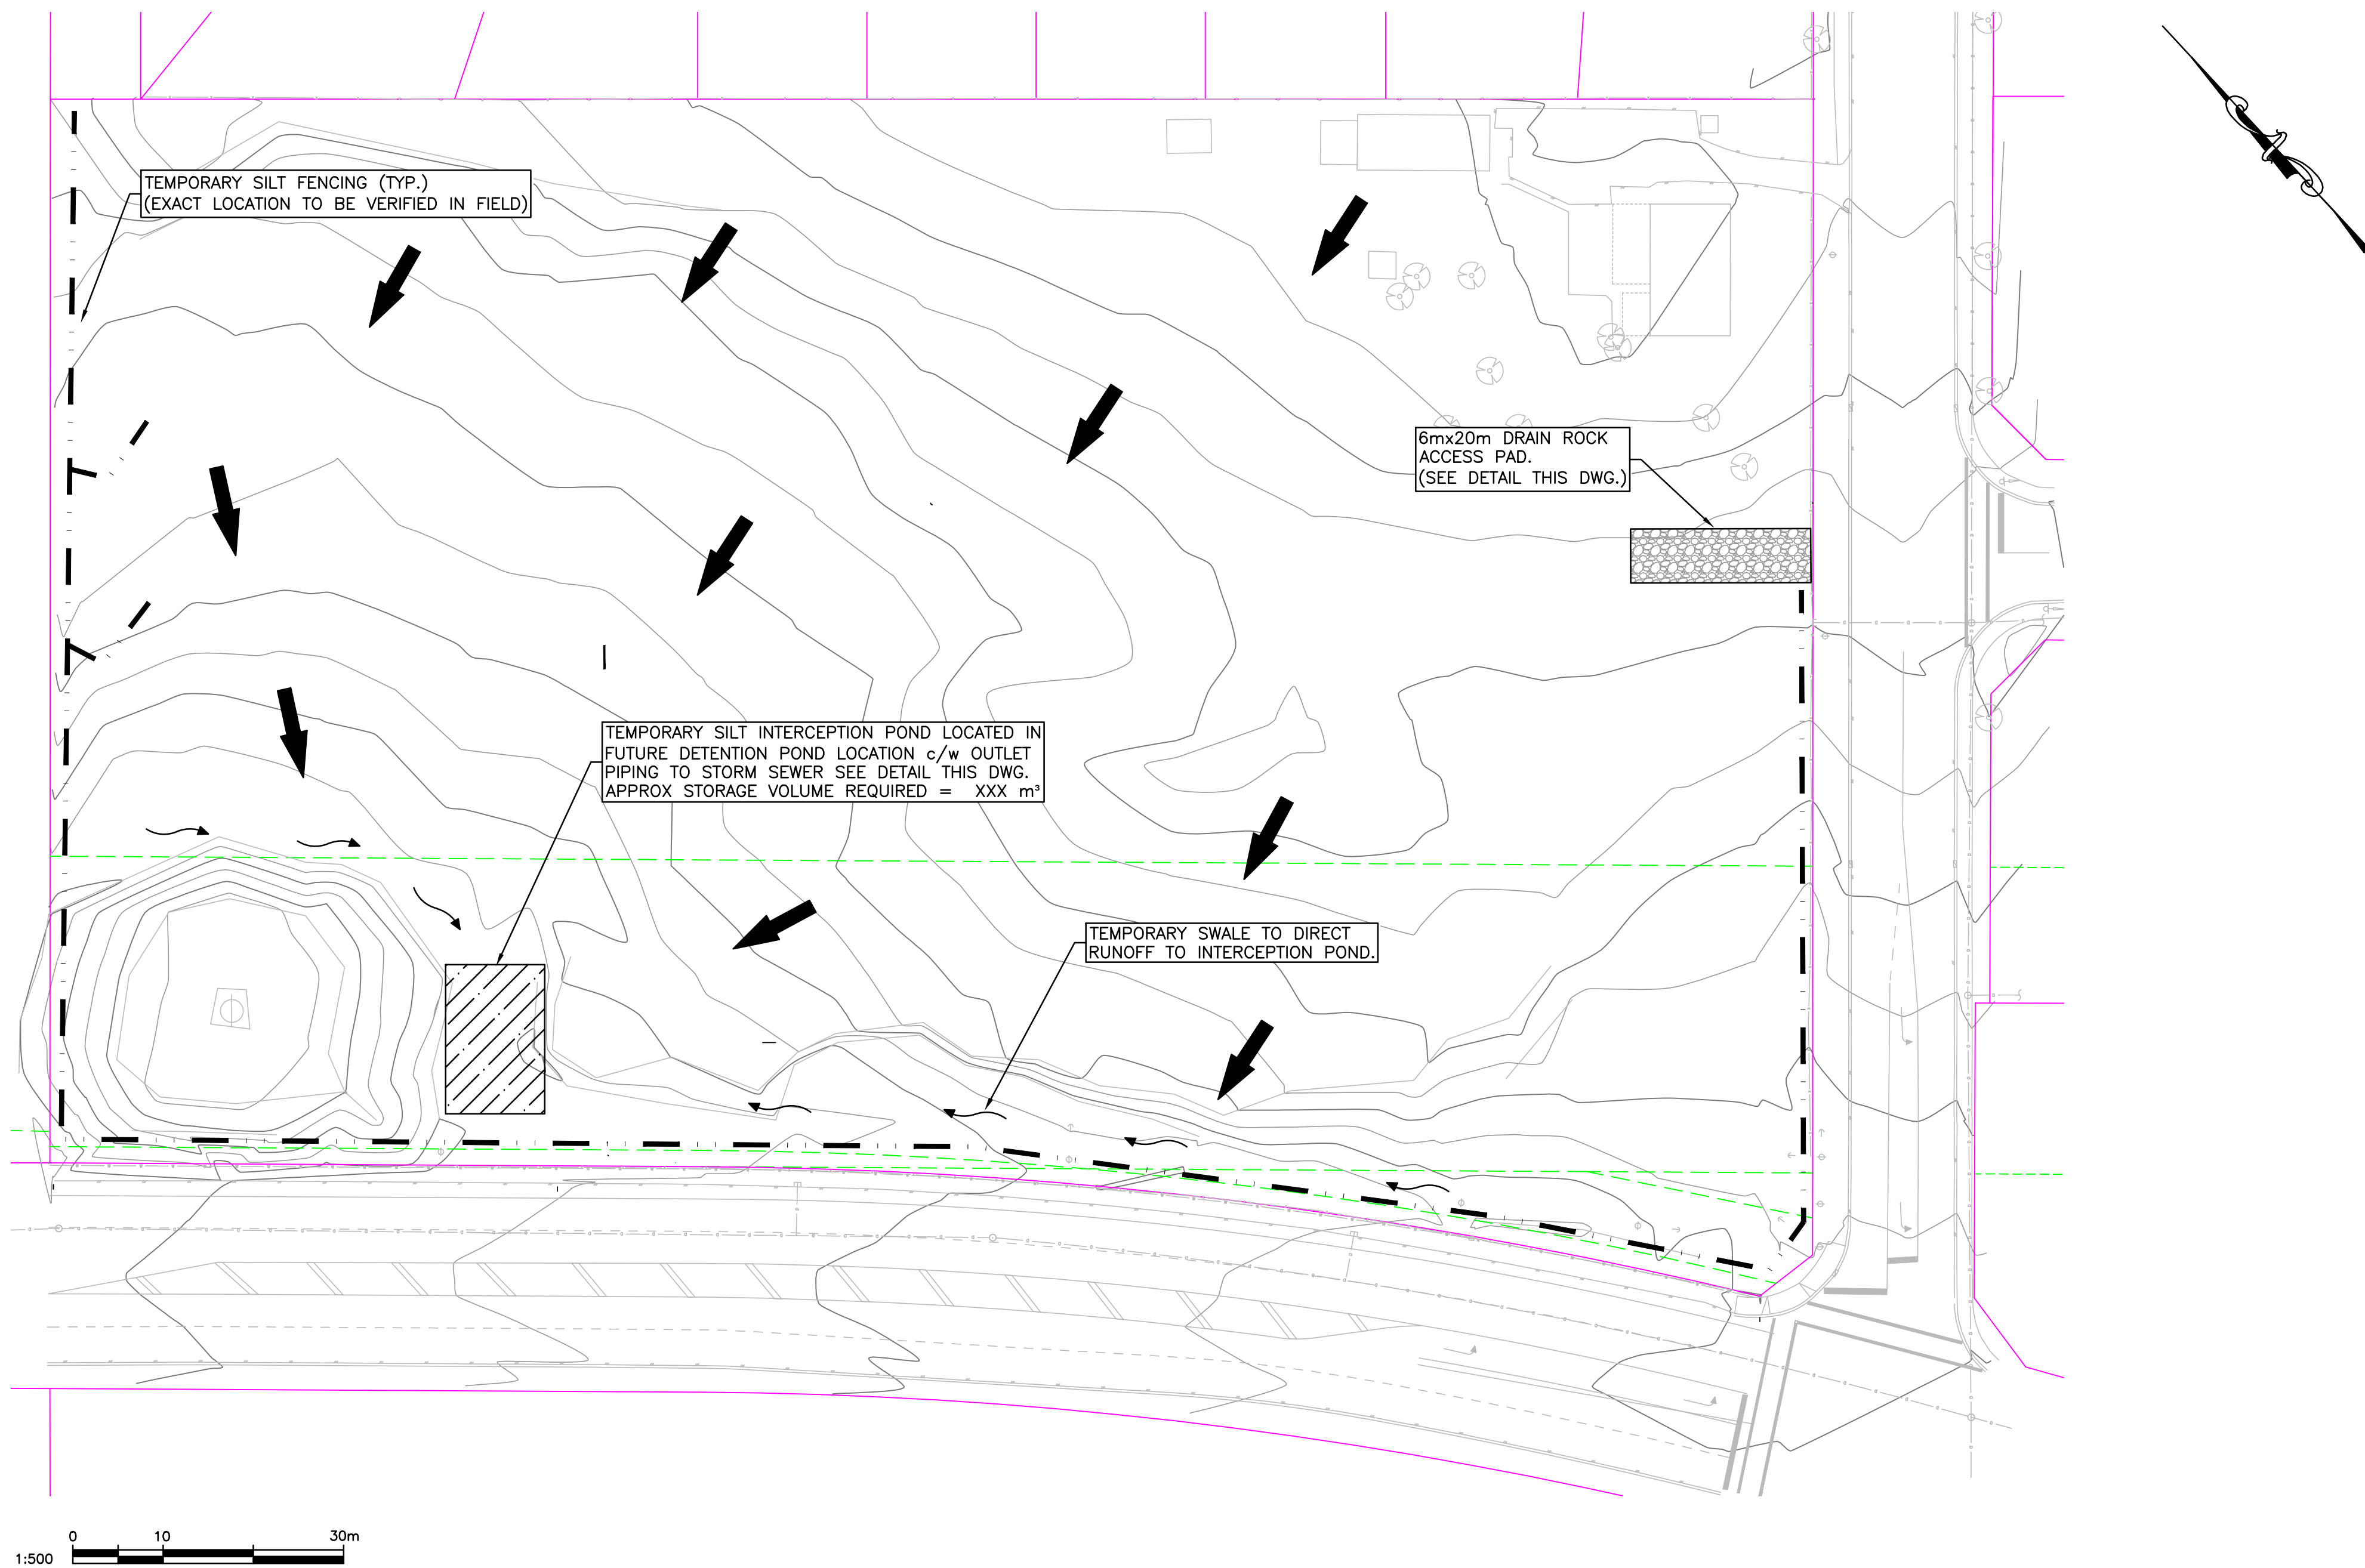 TEMPORARY SILT FENCING (TYP.)
(EXACT LOCATION TO BE VERIFIED IN FIELD)
6mx20m DRAIN ROCK
ACCESS PAD.
(SEE DETAIL THIS DWG.)
TEMPORARY SILT INTERCEPTION POND LOCATED IN
FUTURE DETENTION POND LOCATION c/w OUTLET
PIPING TO STORM SEWER SEE DETAIL THIS DWG.
APPROX STORAGE VOLUME REQUIRED = XXX m³
TEMPORARY SWALE TO DIRECT
RUNOFF TO INTERCEPTION POND.
0 10 30m
1:500